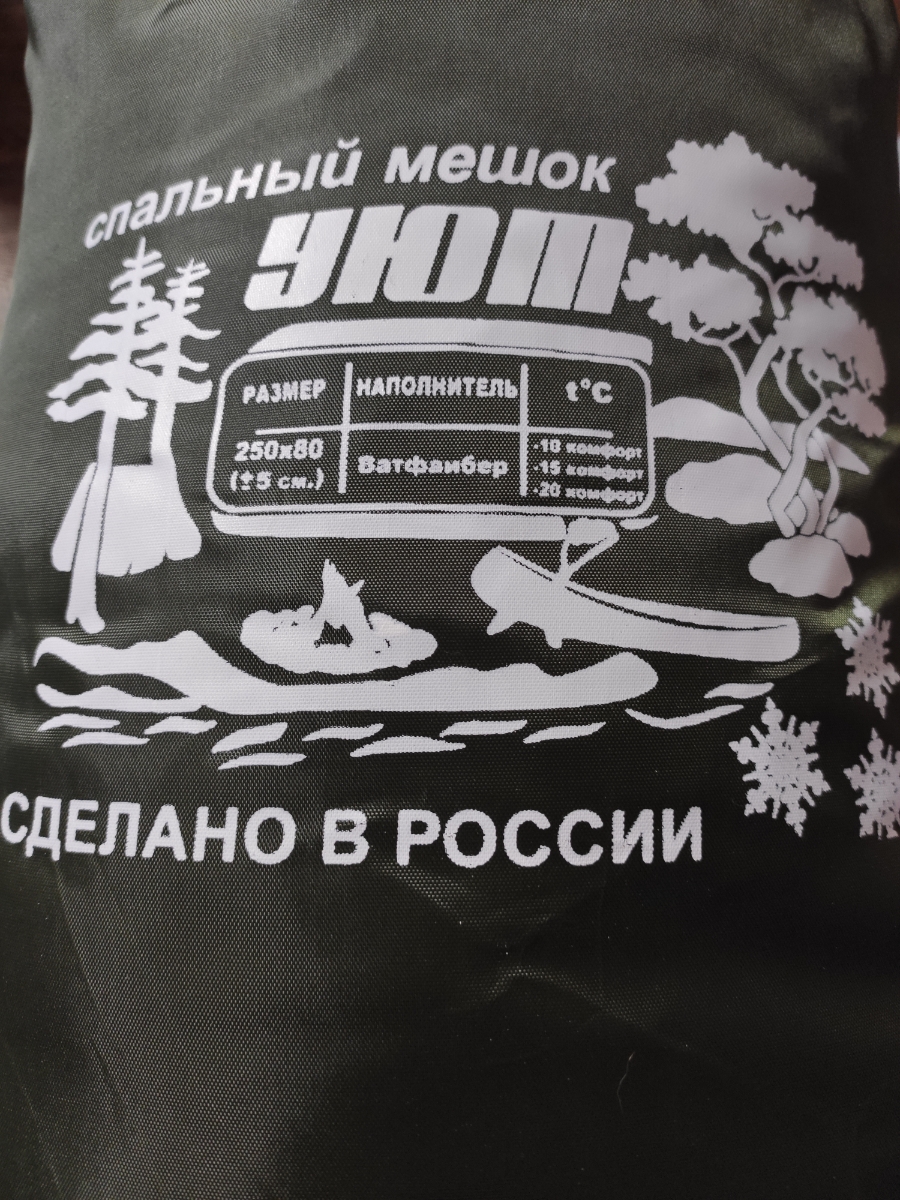 спальный мешок
УЮТ
РАЗМЕР НАПОЛНИТЕЛЬ t°C
250x80 Ватфайбер -10 комфорт
(±5 см.) -15 комфорт
-20 комфорт
СДЕЛАНО В РОССИИ